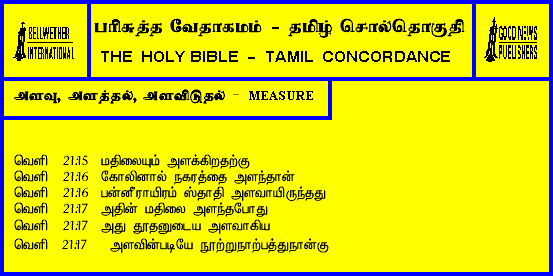 BELLWETHER
INTERNATIONAL
பரிசுத்த வேதாகமம் - தமிழ் சொல்தொகுதி
THE HOLY BIBLE - TAMIL CONCORDANCE
GOOD NEWS
PUBLISHERS
அளவு, அளத்தல், அளவிடுதல் - MEASURE
வெளி 21:15 மதிலையும் அளக்கிறதற்கு
வெளி 21:16 கோலினால் நகரத்தை அளந்தான்
வெளி 21:16 பன்னீராயிரம் ஸ்தாதி அளவாயிருந்தது
வெளி 21:17 அதின் மதிலை அளந்தபோது
வெளி 21:17 அது தூதனுடைய அளவாகிய
வெளி 21:17 அளவின்படியே நூற்றுநாற்பத்துநான்கு